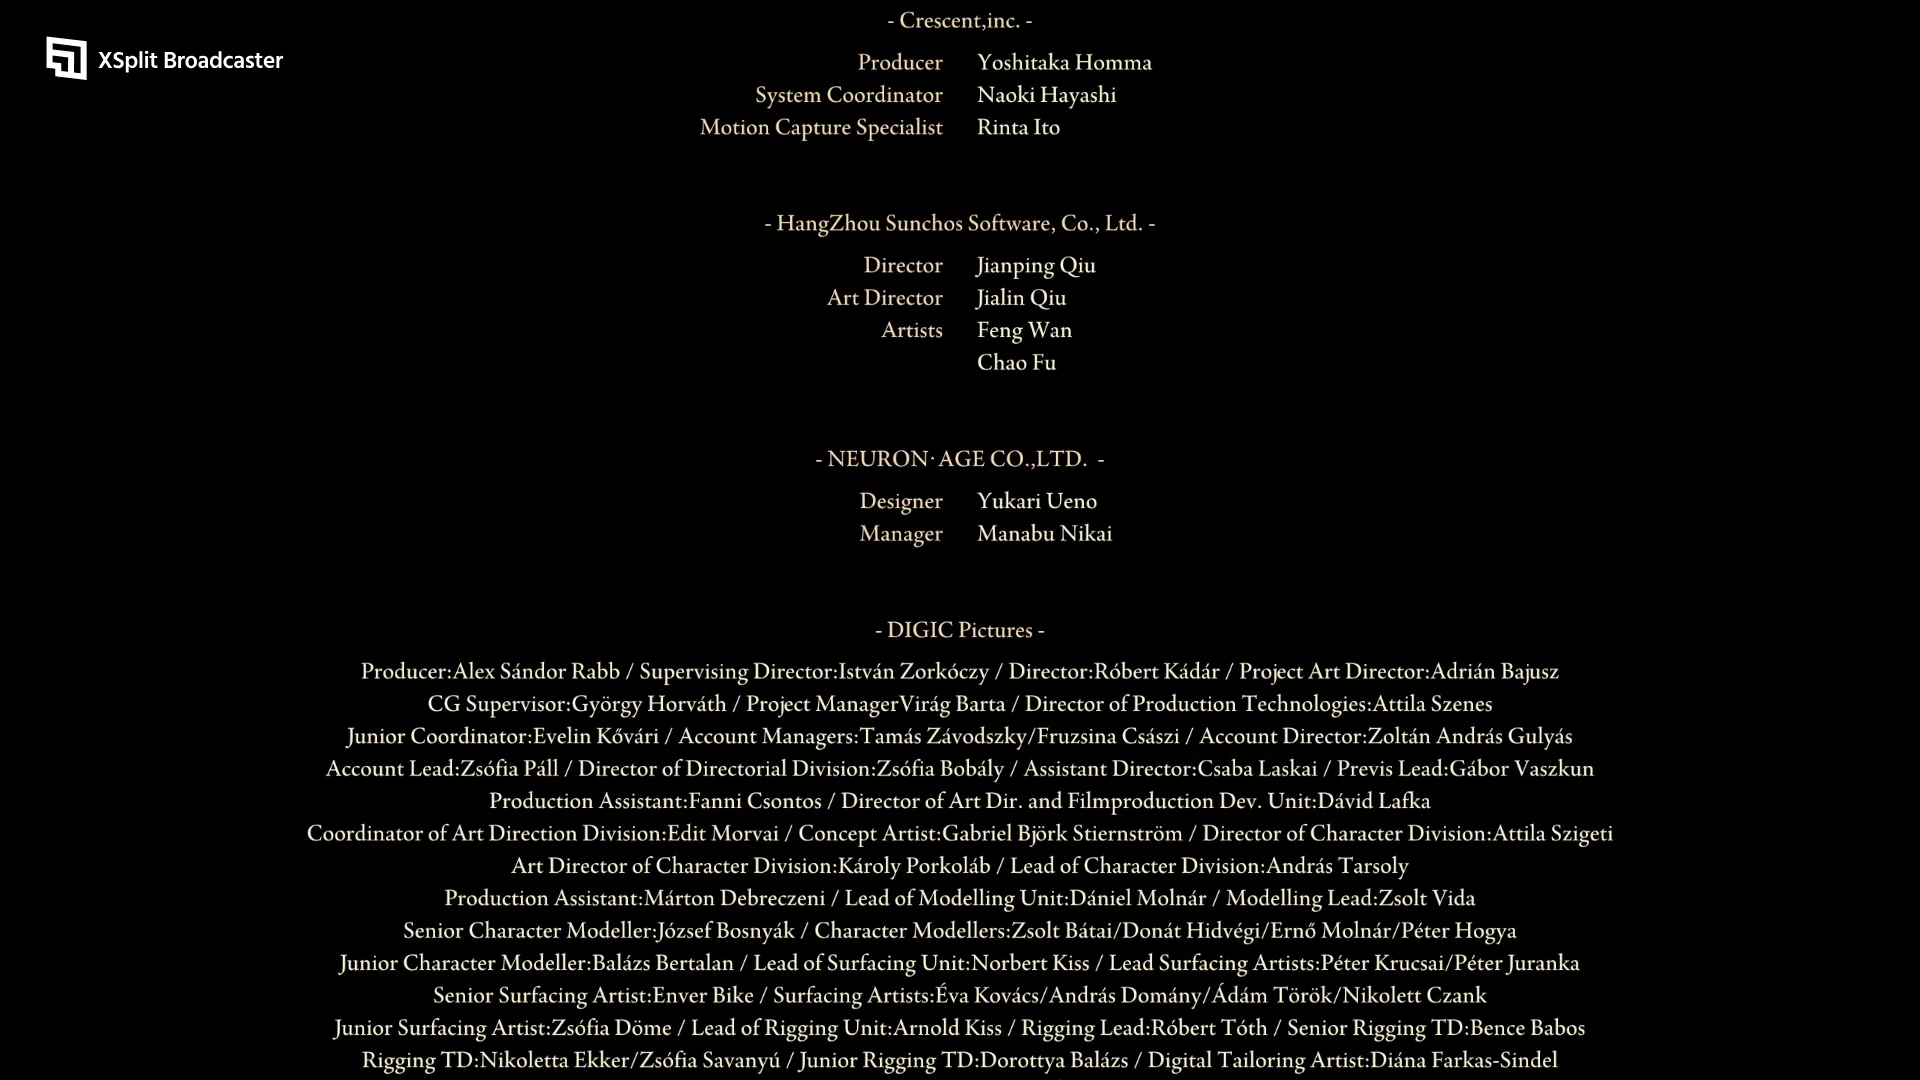 - Crescent,inc. -
XSplit Broadcaster
Producer Yoshitaka Homma
System Coordinator Naoki Hayashi
Motion Capture Specialist Rinta Ito
- HangZhou Sunchos Software, Co., Ltd. -
Director Jianping Qiu
Art Director Jialin Qiu
Artists Feng Wan
Chao Fu
- NEURON·AGE CO.,LTD. -
Designer Yukari Ueno
Manager Manabu Nikai
- DIGIC Pictures -
Producer:Alex Sándor Rabb / Supervising Director:István Zorkóczy / Director:Róbert Kádár / Project Art Director:Adrián Bajusz
CG Supervisor:György Horváth / Project ManagerVirág Barta / Director of Production Technologies:Attila Szenes
Junior Coordinator:Evelin Kővári / Account Managers:Tamás Závodszky/Fruzsina Császi / Account Director:Zoltán András Gulyás
Account Lead:Zsófia Páll / Director of Directorial Division:Zsófia Bobály / Assistant Director:Csaba Laskai / Previs Lead:Gábor Vaszkun
Production Assistant:Fanni Csontos / Director of Art Dir. and Filmproduction Dev. Unit:Dávid Lafka
Coordinator of Art Direction Division:Edit Morvai / Concept Artist:Gabriel Björk Stiernström / Director of Character Division:Attila Szigeti
Art Director of Character Division:Károly Porkoláb / Lead of Character Division:András Tarsoly
Production Assistant:Márton Debreczeni / Lead of Modelling Unit:Dániel Molnár / Modelling Lead:Zsolt Vida
Senior Character Modeller:József Bosnyák / Character Modellers:Zsolt Bátai/Donát Hidvégi/Ernő Molnár/Péter Hogya
Junior Character Modeller:Balázs Bertalan / Lead of Surfacing Unit:Norbert Kiss / Lead Surfacing Artists:Péter Krucsai/Péter Juranka
Senior Surfacing Artist:Enver Bike / Surfacing Artists:Éva Kovács/András Domány/Ádám Török/Nikolett Czank
Junior Surfacing Artist:Zsófia Döme / Lead of Rigging Unit:Arnold Kiss / Rigging Lead:Róbert Tóth / Senior Rigging TD:Bence Babos
Rigging TD:Nikoletta Ekker/Zsófia Savanyú / Junior Rigging TD:Dorottya Balázs / Digital Tailoring Artist:Diána Farkas-Sindel